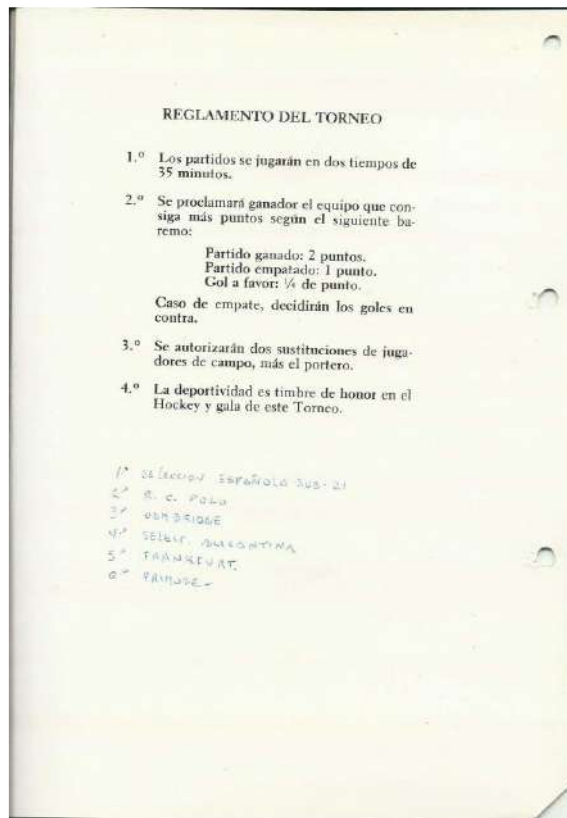 REGLAMENTO DEL TORNEO
1.º Los partidos se jugarán en dos tiempos de
35 minutos.
2.º Se proclamará ganador el equipo que con-
siga más puntos según el siguiente ba-
remo:
Partido ganado: 2 puntos.
Partido empatado: 1 punto.
Gol a favor: ¼ de punto.
Caso de empate, decidirán los goles en
contra.
3.º Se autorizarán dos sustituciones de juga-
dores de campo, más el portero.
4.º La deportividad es timbre de honor en el
Hockey y gala de este Torneo.
1º SELECCION ESPAÑOLA SUB-21
2º R. C. POLO
3º
4º SELECC.
5º FRANKFURT.
6º